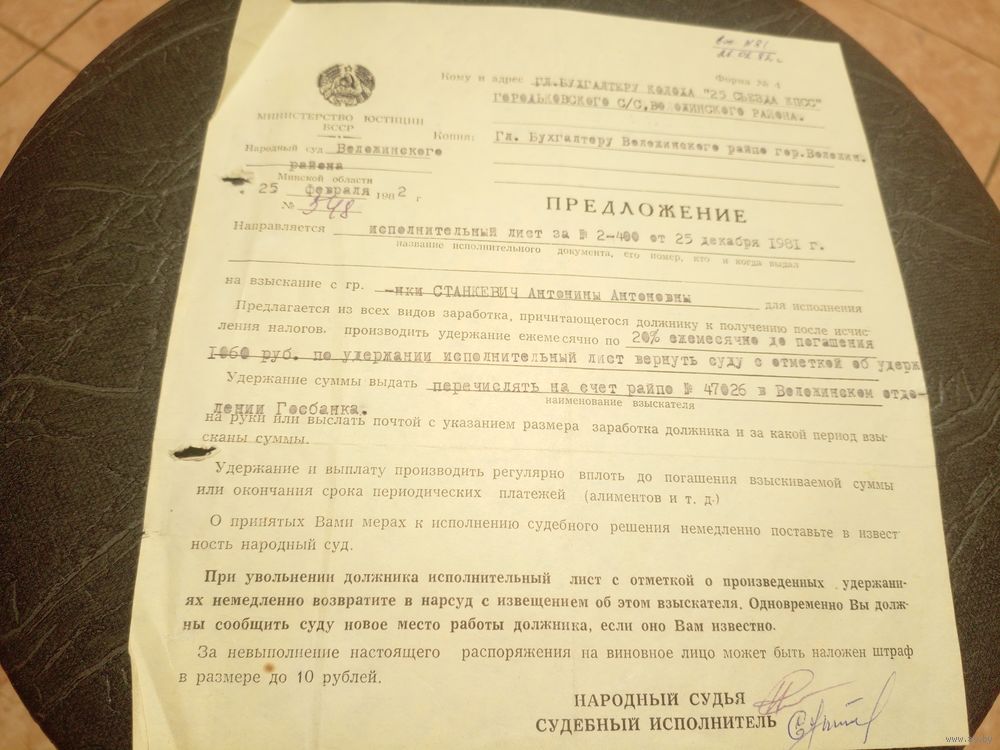 вх. №21
26.02.82 г.
Форма № 4
Кому и адрес ГЛ.БУХГАЛТЕРУ КОЛОХА "25 СЬЕЗДА КПСС"
ГОРОДЬКОВСКОГО С/С, ВОЛОЖИНСКОГО РАЙОНА.
МИНИСТЕРСТВО ЮСТИЦИИ
БССР
Копия: Гл. Бухгалтеру Воложинского райпо гор.Воложин.
Народный суд Воложинского
района
Минской области
25 февраля 1982 г
№ 348
ПРЕДЛОЖЕНИЕ
Направляется исполнительный лист за № 2-400 от 25 декабря 1981 г.
название исполнительного документа, его номер, кто и когда выдал
на взыскание с гр. -нки СТАНКЕВИЧ Антонины Антоновны для исполнения
Предлагается из всех видов заработка, причитающегося должнику к получению после исчис-
ления налогов. производить удержание ежемесячно по 20% ежемесячно до погашения
1060 руб. по удержании исполнительный лист вернуть суду с отметкой об удерж
Удержание суммы выдать перечислять на счет райпо № 47026 в Воложинском отде-
наименование взыскателя
лении Госбанка.
на руки или выслать почтой с указанием размера заработка должника и за какой период взы-
сканы суммы.
Удержание и выплату производить регулярно вплоть до погашения взыскиваемой суммы
или окончания срока периодических платежей (алиментов и т. д.)
О принятых Вами мерах к исполнению судебного решения немедленно поставьте в извест
ность народный суд.
При увольнении должника исполнительный лист с отметкой о произведенных удержани-
ях немедленно возвратите в нарсуд с извещением об этом взыскателя. Одновременно Вы долж-
ны сообщить суду новое место работы должника, если оно Вам известно.
За невыполнение настоящего распоряжения на виновное лицо может быть наложен штраф
в размере до 10 рублей.
НАРОДНЫЙ СУДЬЯ
СУДЕБНЫЙ ИСПОЛНИТЕЛЬ